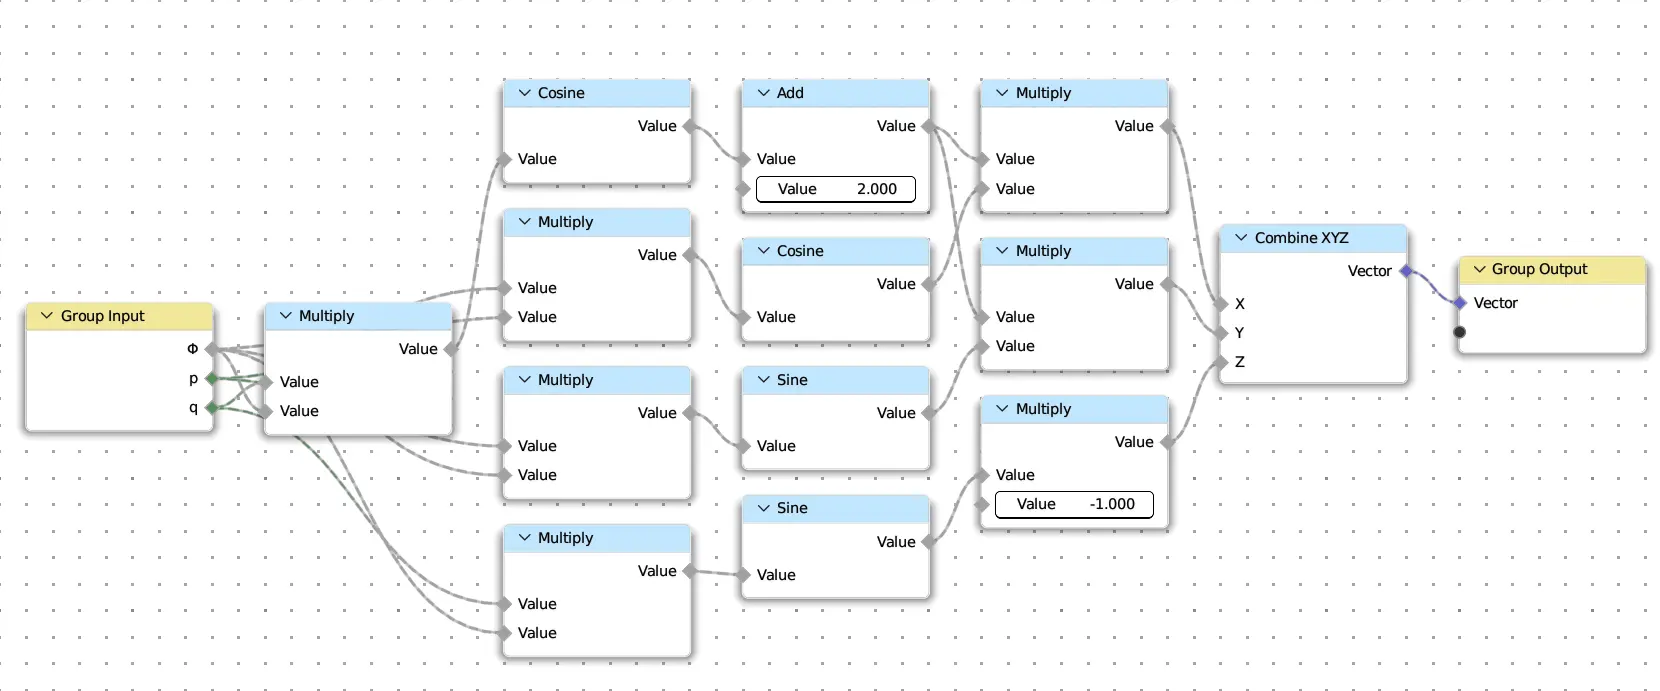 Group Input
Φ
p
q
Multiply
Value
Value
Value
Cosine
Value
Value
Multiply
Value
Value
Value
Multiply
Value
Value
Value
Multiply
Value
Value
Value
Add
Value
Value
Value 2.000
Cosine
Value
Value
Sine
Value
Value
Sine
Value
Value
Multiply
Value
Value
Value
Multiply
Value
Value
Value
Multiply
Value
Value
Value -1.000
Combine XYZ
Vector
X
Y
Z
Group Output
Vector